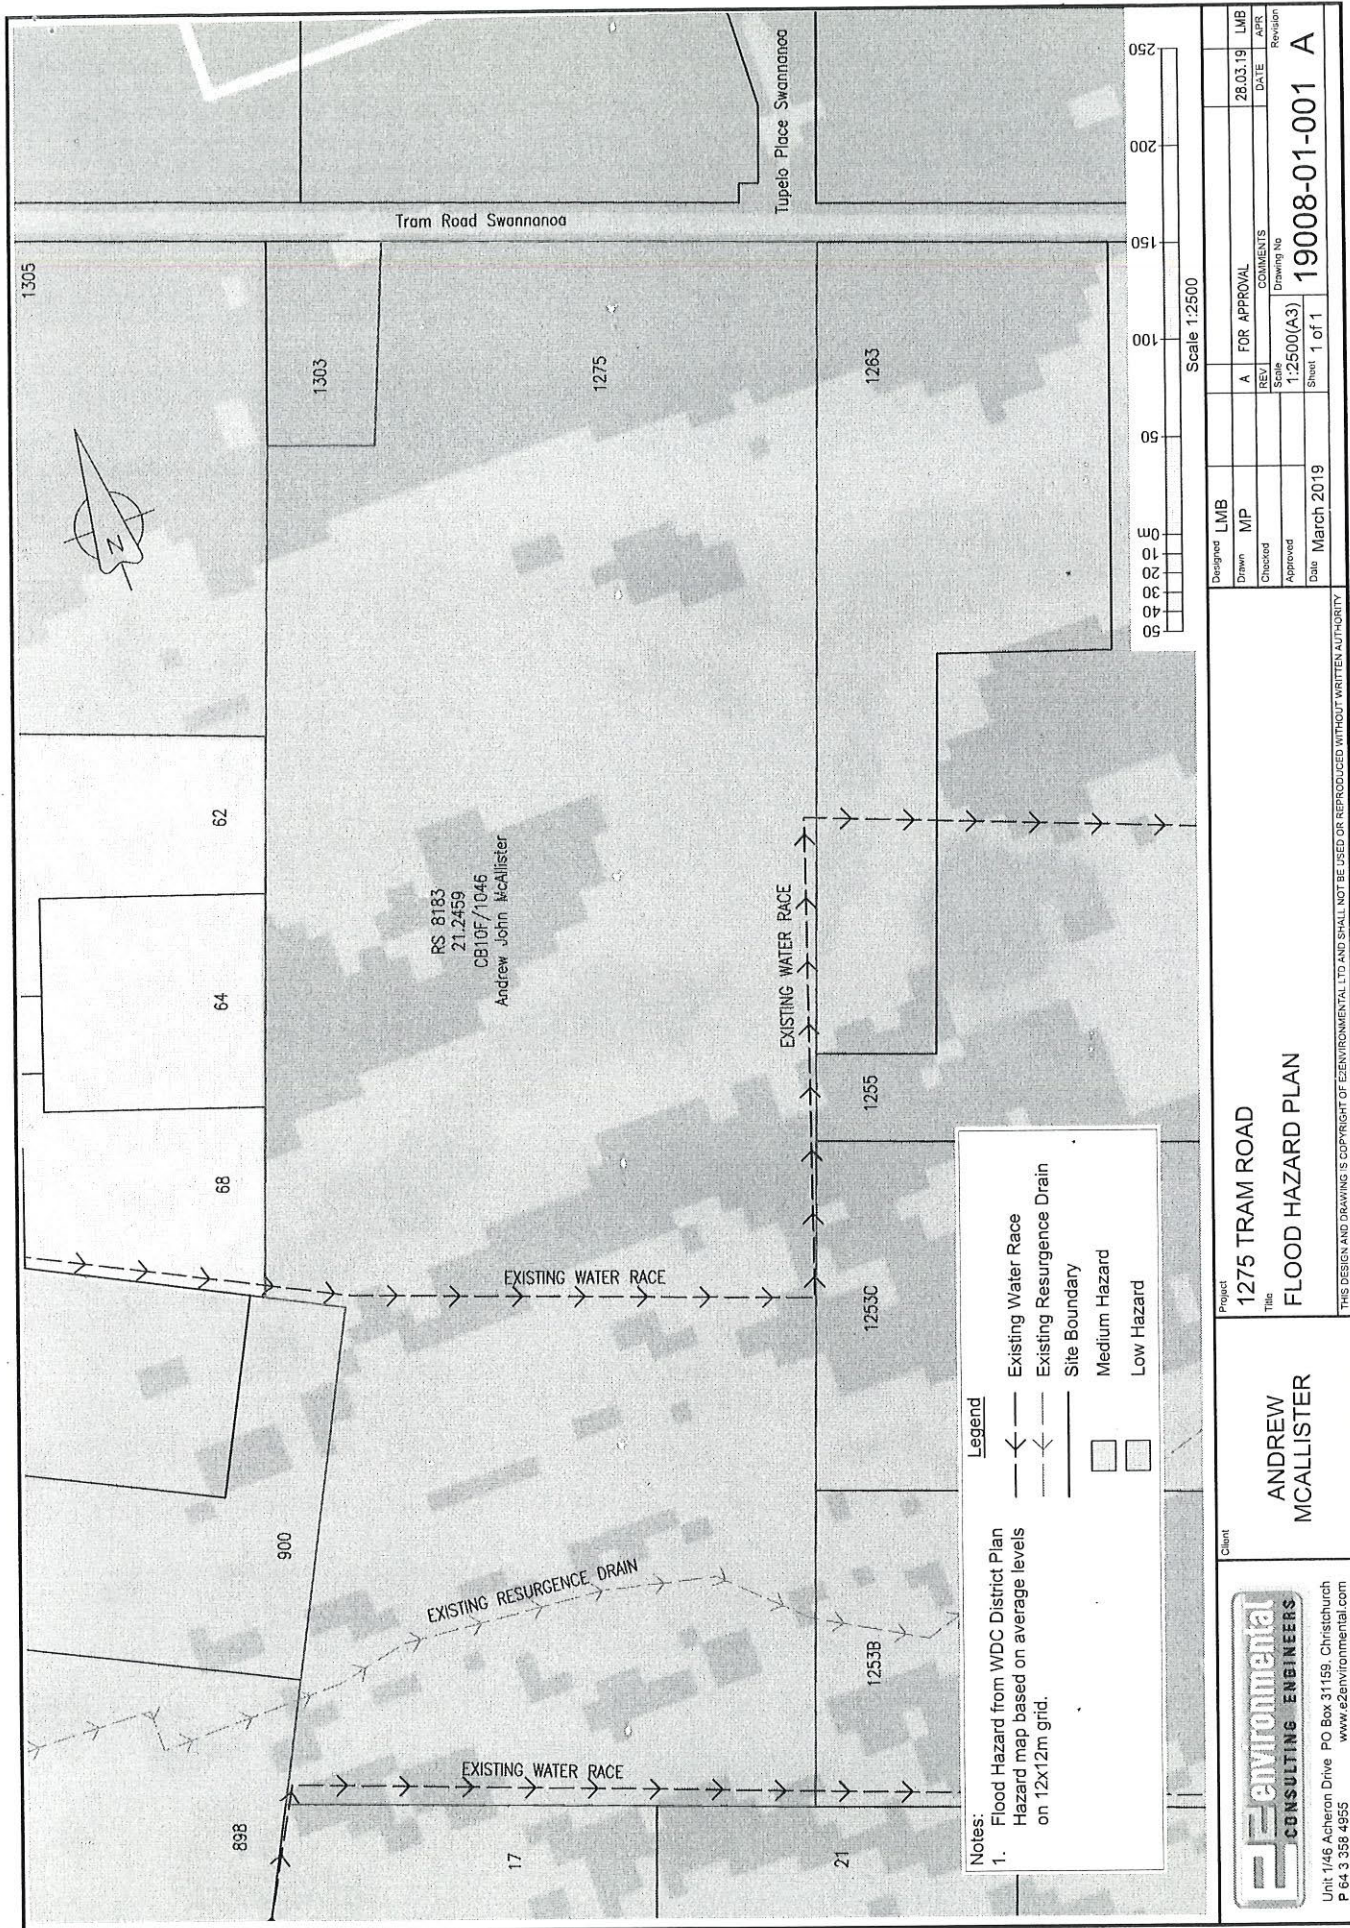 1305
Tram Road Swannanoa
Tupelo Place Swannanoa
1303
1275
1263
N
62
64
68
RS 8183
21.2459
CB10F/1046
Andrew John McAllister
EXISTING WATER RACE
EXISTING WATER RACE
EXISTING RESURGENCE DRAIN
EXISTING WATER RACE
1255
1253C
1253B
900
898
17
21
Notes:
1. Flood Hazard from WDC District Plan
Hazard map based on average levels
on 12x12m grid.
Legend
Existing Water Race
Existing Resurgence Drain
Site Boundary
Medium Hazard
Low Hazard
50 40 30 20 10 0m 50 100 150 200 250
Scale 1:2500
environmental
CONSULTING ENGINEERS
Unit 1/46 Acheron Drive PO Box 31159, Christchurch
P 64 3 358 4955 www.e2environmental.com
Client
ANDREW
MCALLISTER
Project
1275 TRAM ROAD
Title
FLOOD HAZARD PLAN
THIS DESIGN AND DRAWING IS COPYRIGHT OF E2ENVIRONMENTAL LTD AND SHALL NOT BE USED OR REPRODUCED WITHOUT WRITTEN AUTHORITY
Designed LMB
Drawn MP
Checked
Approved
Date March 2019
A FOR APPROVAL 28.03.19 LMB
REV COMMENTS DATE APR
Scale
1:2500(A3)
Sheet 1 of 1
Drawing No
19008-01-001
Revision
A